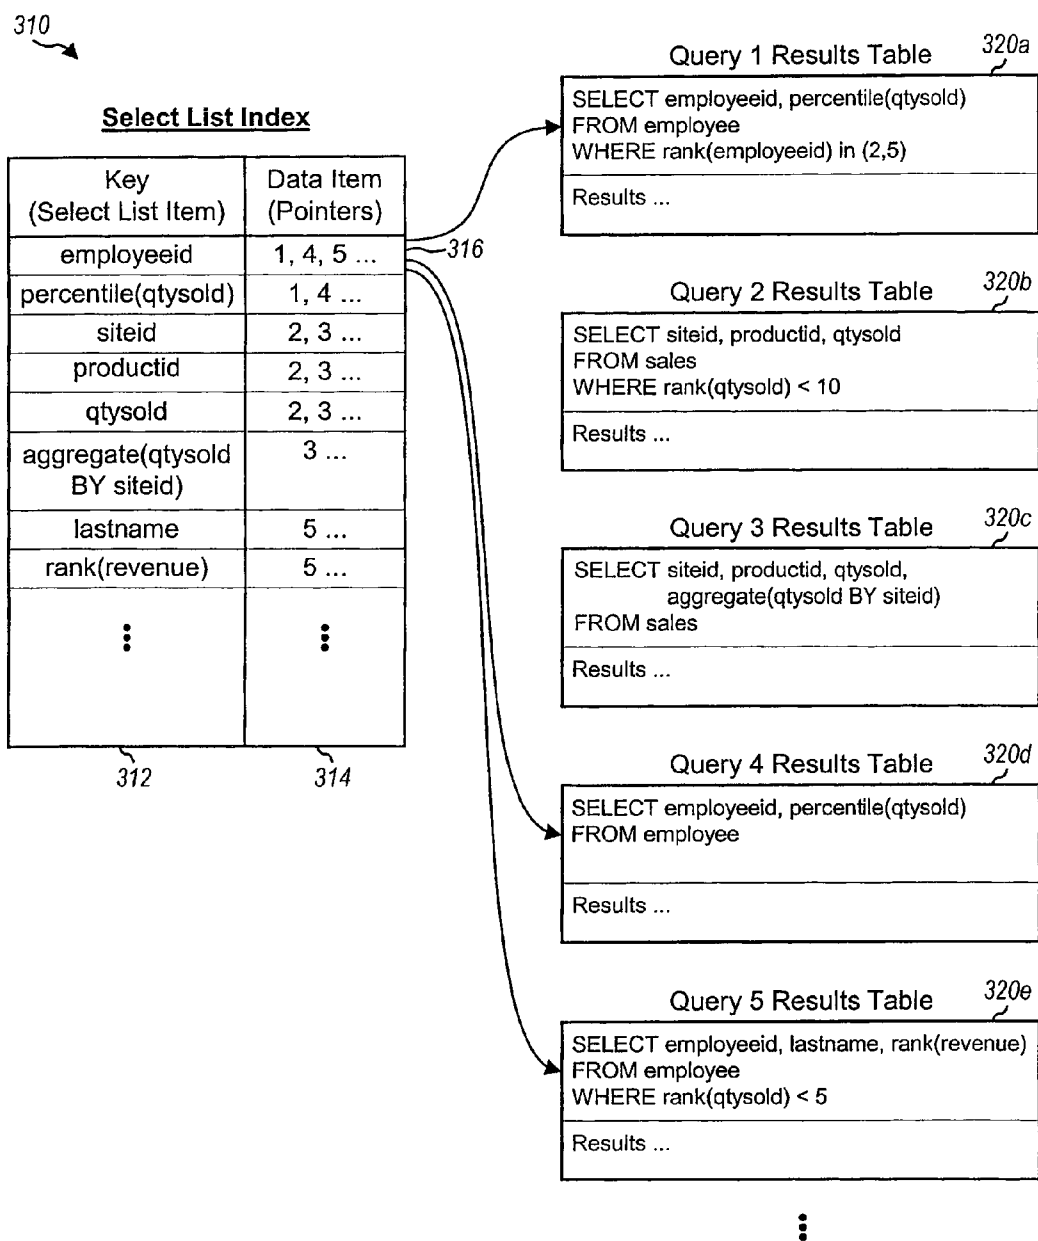 310
Select List Index
Key
(Select List Item)
Data Item
(Pointers)
employeeid
1, 4, 5 ...
316
percentile(qtysold)
1, 4 ...
siteid
2, 3 ...
productid
2, 3 ...
qtysold
2, 3 ...
aggregate(qtysold
BY siteid)
3 ...
lastname
5 ...
rank(revenue)
5 ...
312
314
Query 1 Results Table
320a
SELECT employeeid, percentile(qtysold)
FROM employee
WHERE rank(employeeid) in (2,5)
Results ...
Query 2 Results Table
320b
SELECT siteid, productid, qtysold
FROM sales
WHERE rank(qtysold) < 10
Results ...
Query 3 Results Table
320c
SELECT siteid, productid, qtysold,
aggregate(qtysold BY siteid)
FROM sales
Results ...
Query 4 Results Table
320d
SELECT employeeid, percentile(qtysold)
FROM employee
Results ...
Query 5 Results Table
320e
SELECT employeeid, lastname, rank(revenue)
FROM employee
WHERE rank(qtysold) < 5
Results ...